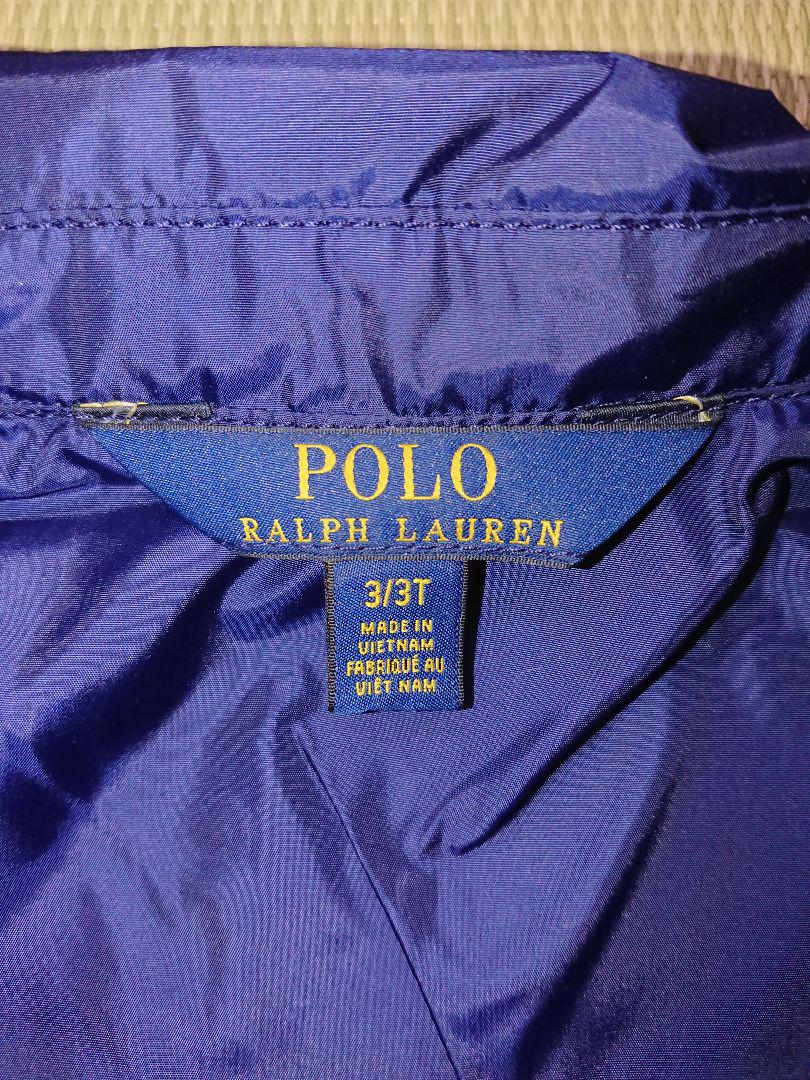 POLO
RALPH LAUREN
3/3T
MADE IN
VIETNAM
FABRIQUÉ AU
VIÊT NAM